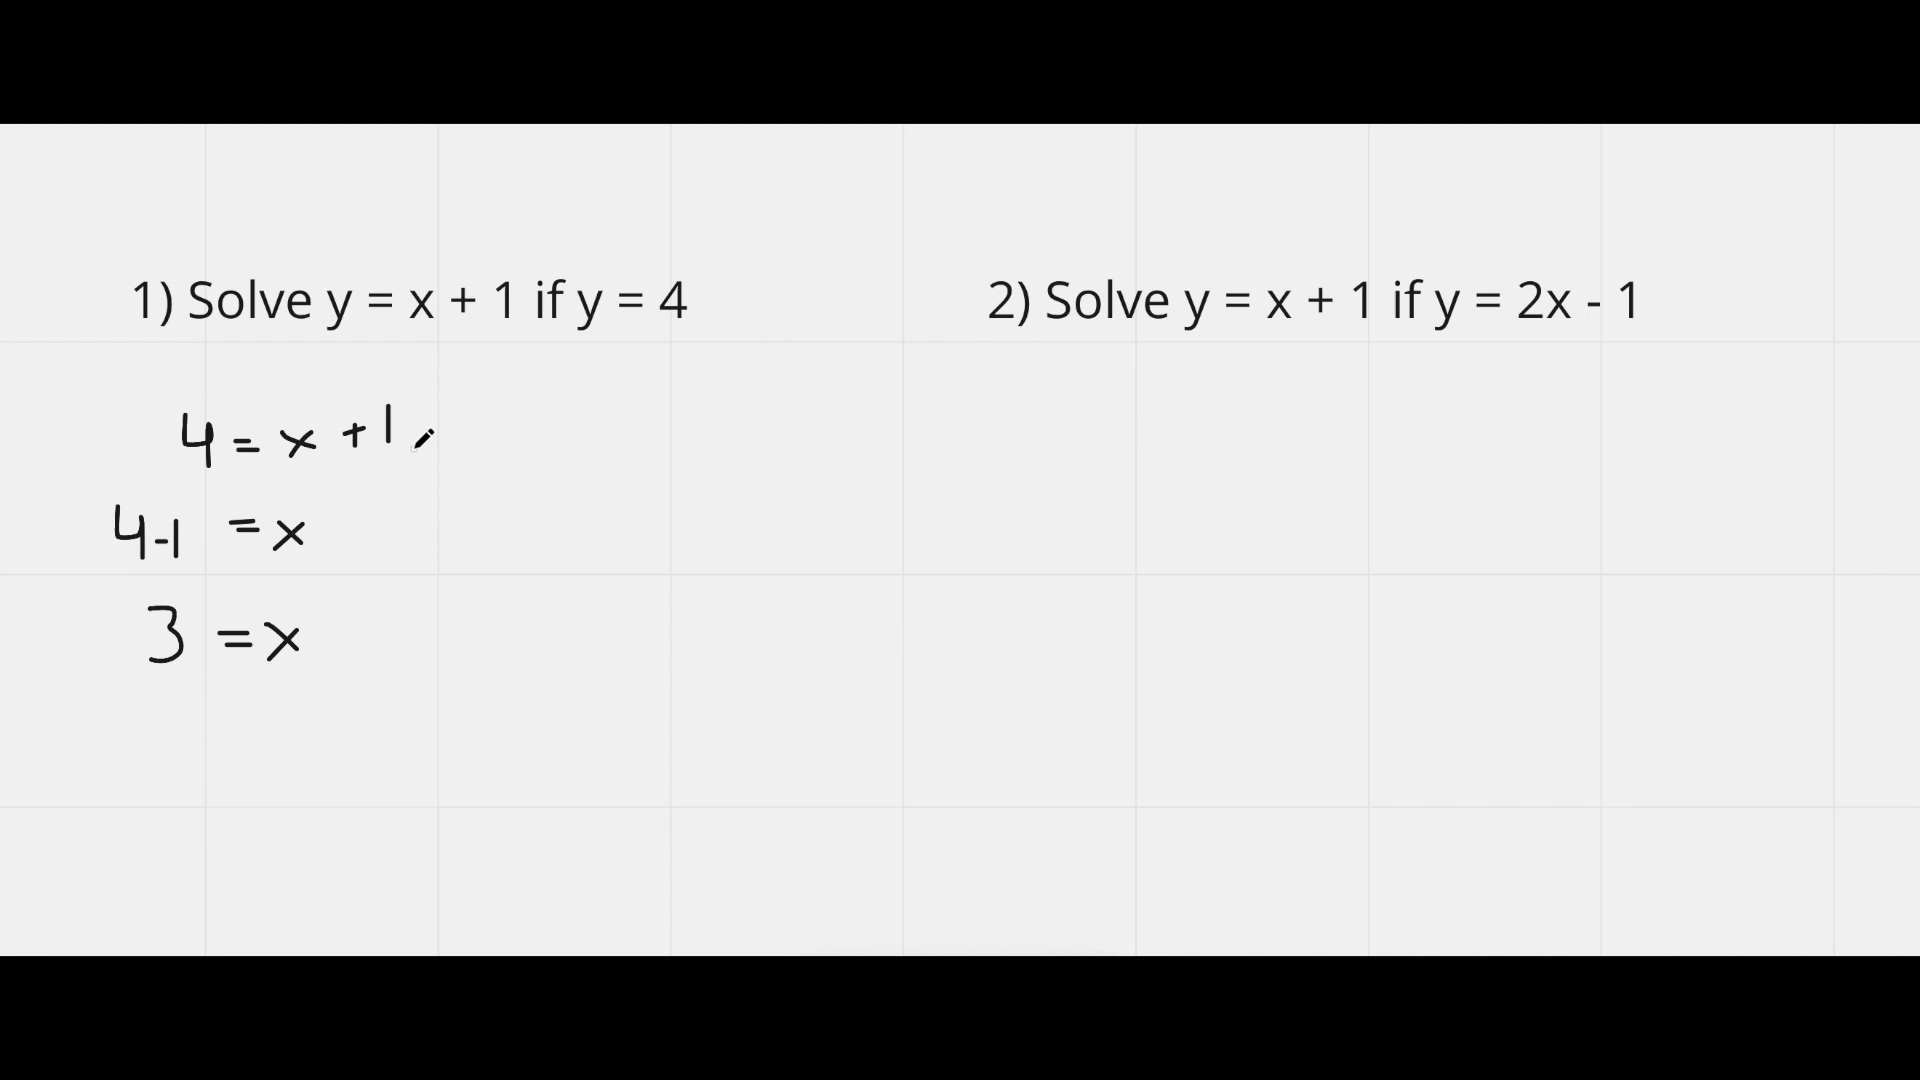 1) Solve y = x + 1 if y = 4
4 = x + 1
4 - 1 = x
3 = x
2) Solve y = x + 1 if y = 2x - 1